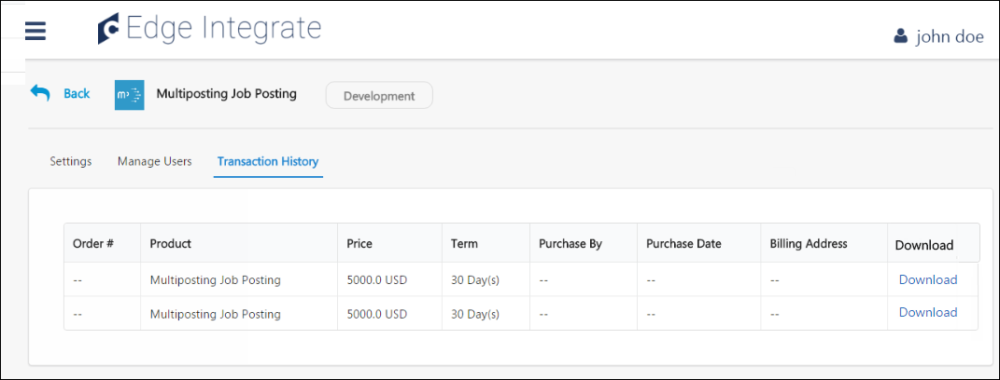 Edge Integrate
john doe
Back Multiposting Job Posting Development
Settings Manage Users Transaction History
Order # Product Price Term Purchase By Purchase Date Billing Address Download
-- Multiposting Job Posting 5000.0 USD 30 Day(s) -- -- -- Download
-- Multiposting Job Posting 5000.0 USD 30 Day(s) -- -- -- Download